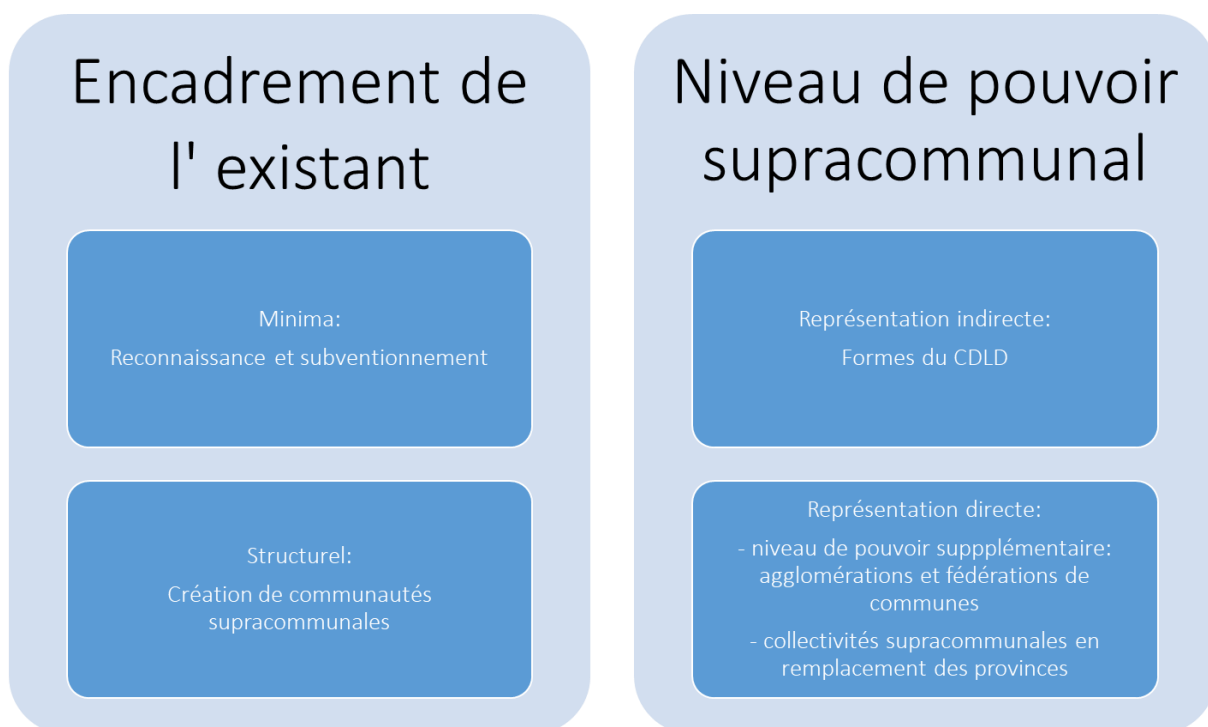 Encadrement de
l' existant
Minima:
Reconnaissance et subventionnement
Structurel:
Création de communautés
supracommunales
Niveau de pouvoir
supracommunal
Représentation indirecte:
Formes du CDLD
Représentation directe:
- niveau de pouvoir suppplémentaire:
agglomérations et fédérations de
communes
- collectivités supracommunales en
remplacement des provinces